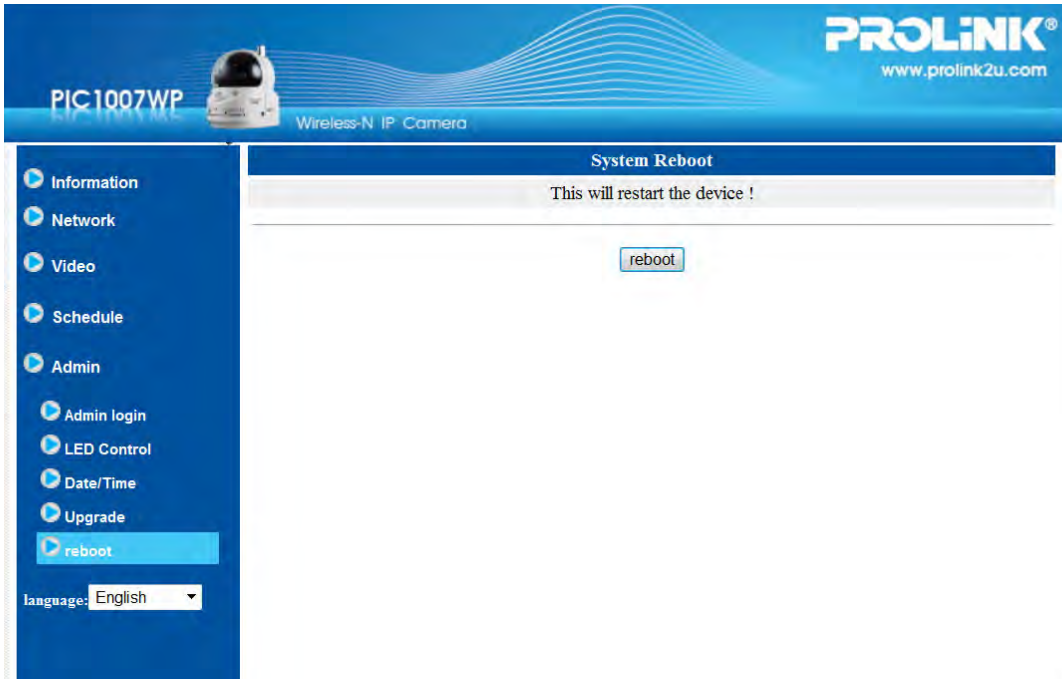 PROLiNK®
www.prolink2u.com
PIC1007WP
Wireless-N IP Camera
Information
Network
Video
Schedule
Admin
Admin login
LED Control
Date/Time
Upgrade
reboot
language: English
System Reboot
This will restart the device !
reboot